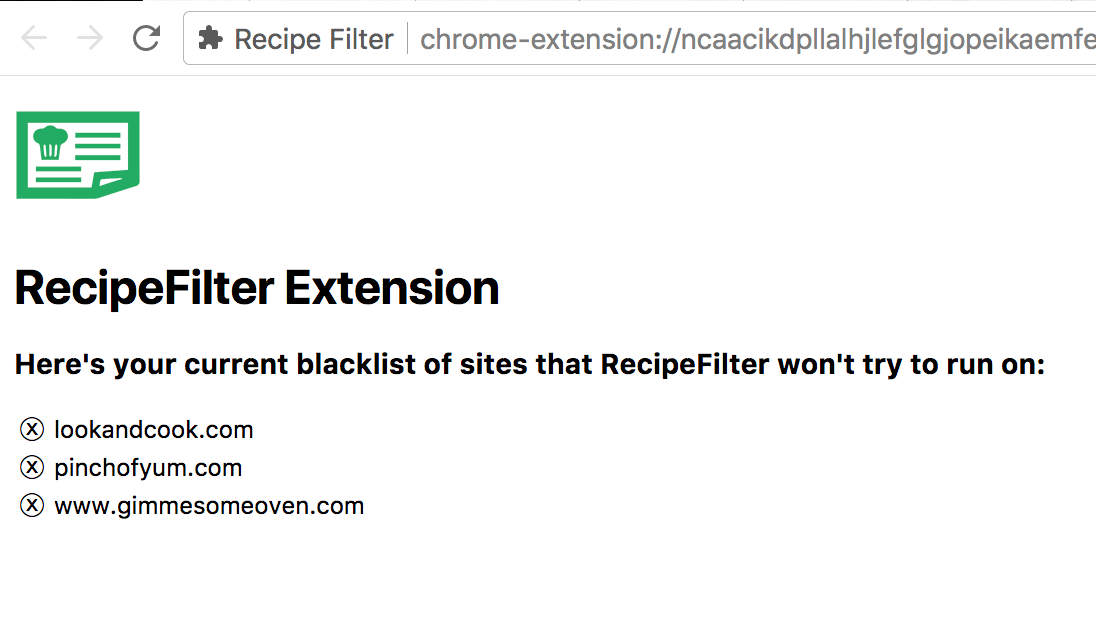 Recipe Filter chrome-extension://ncaacikdpllalhjlefglgjopeikaemfe
RecipeFilter Extension
Here's your current blacklist of sites that RecipeFilter won't try to run on:
ⓧ lookandcook.com
ⓧ pinchofyum.com
ⓧ www.gimmesomeoven.com